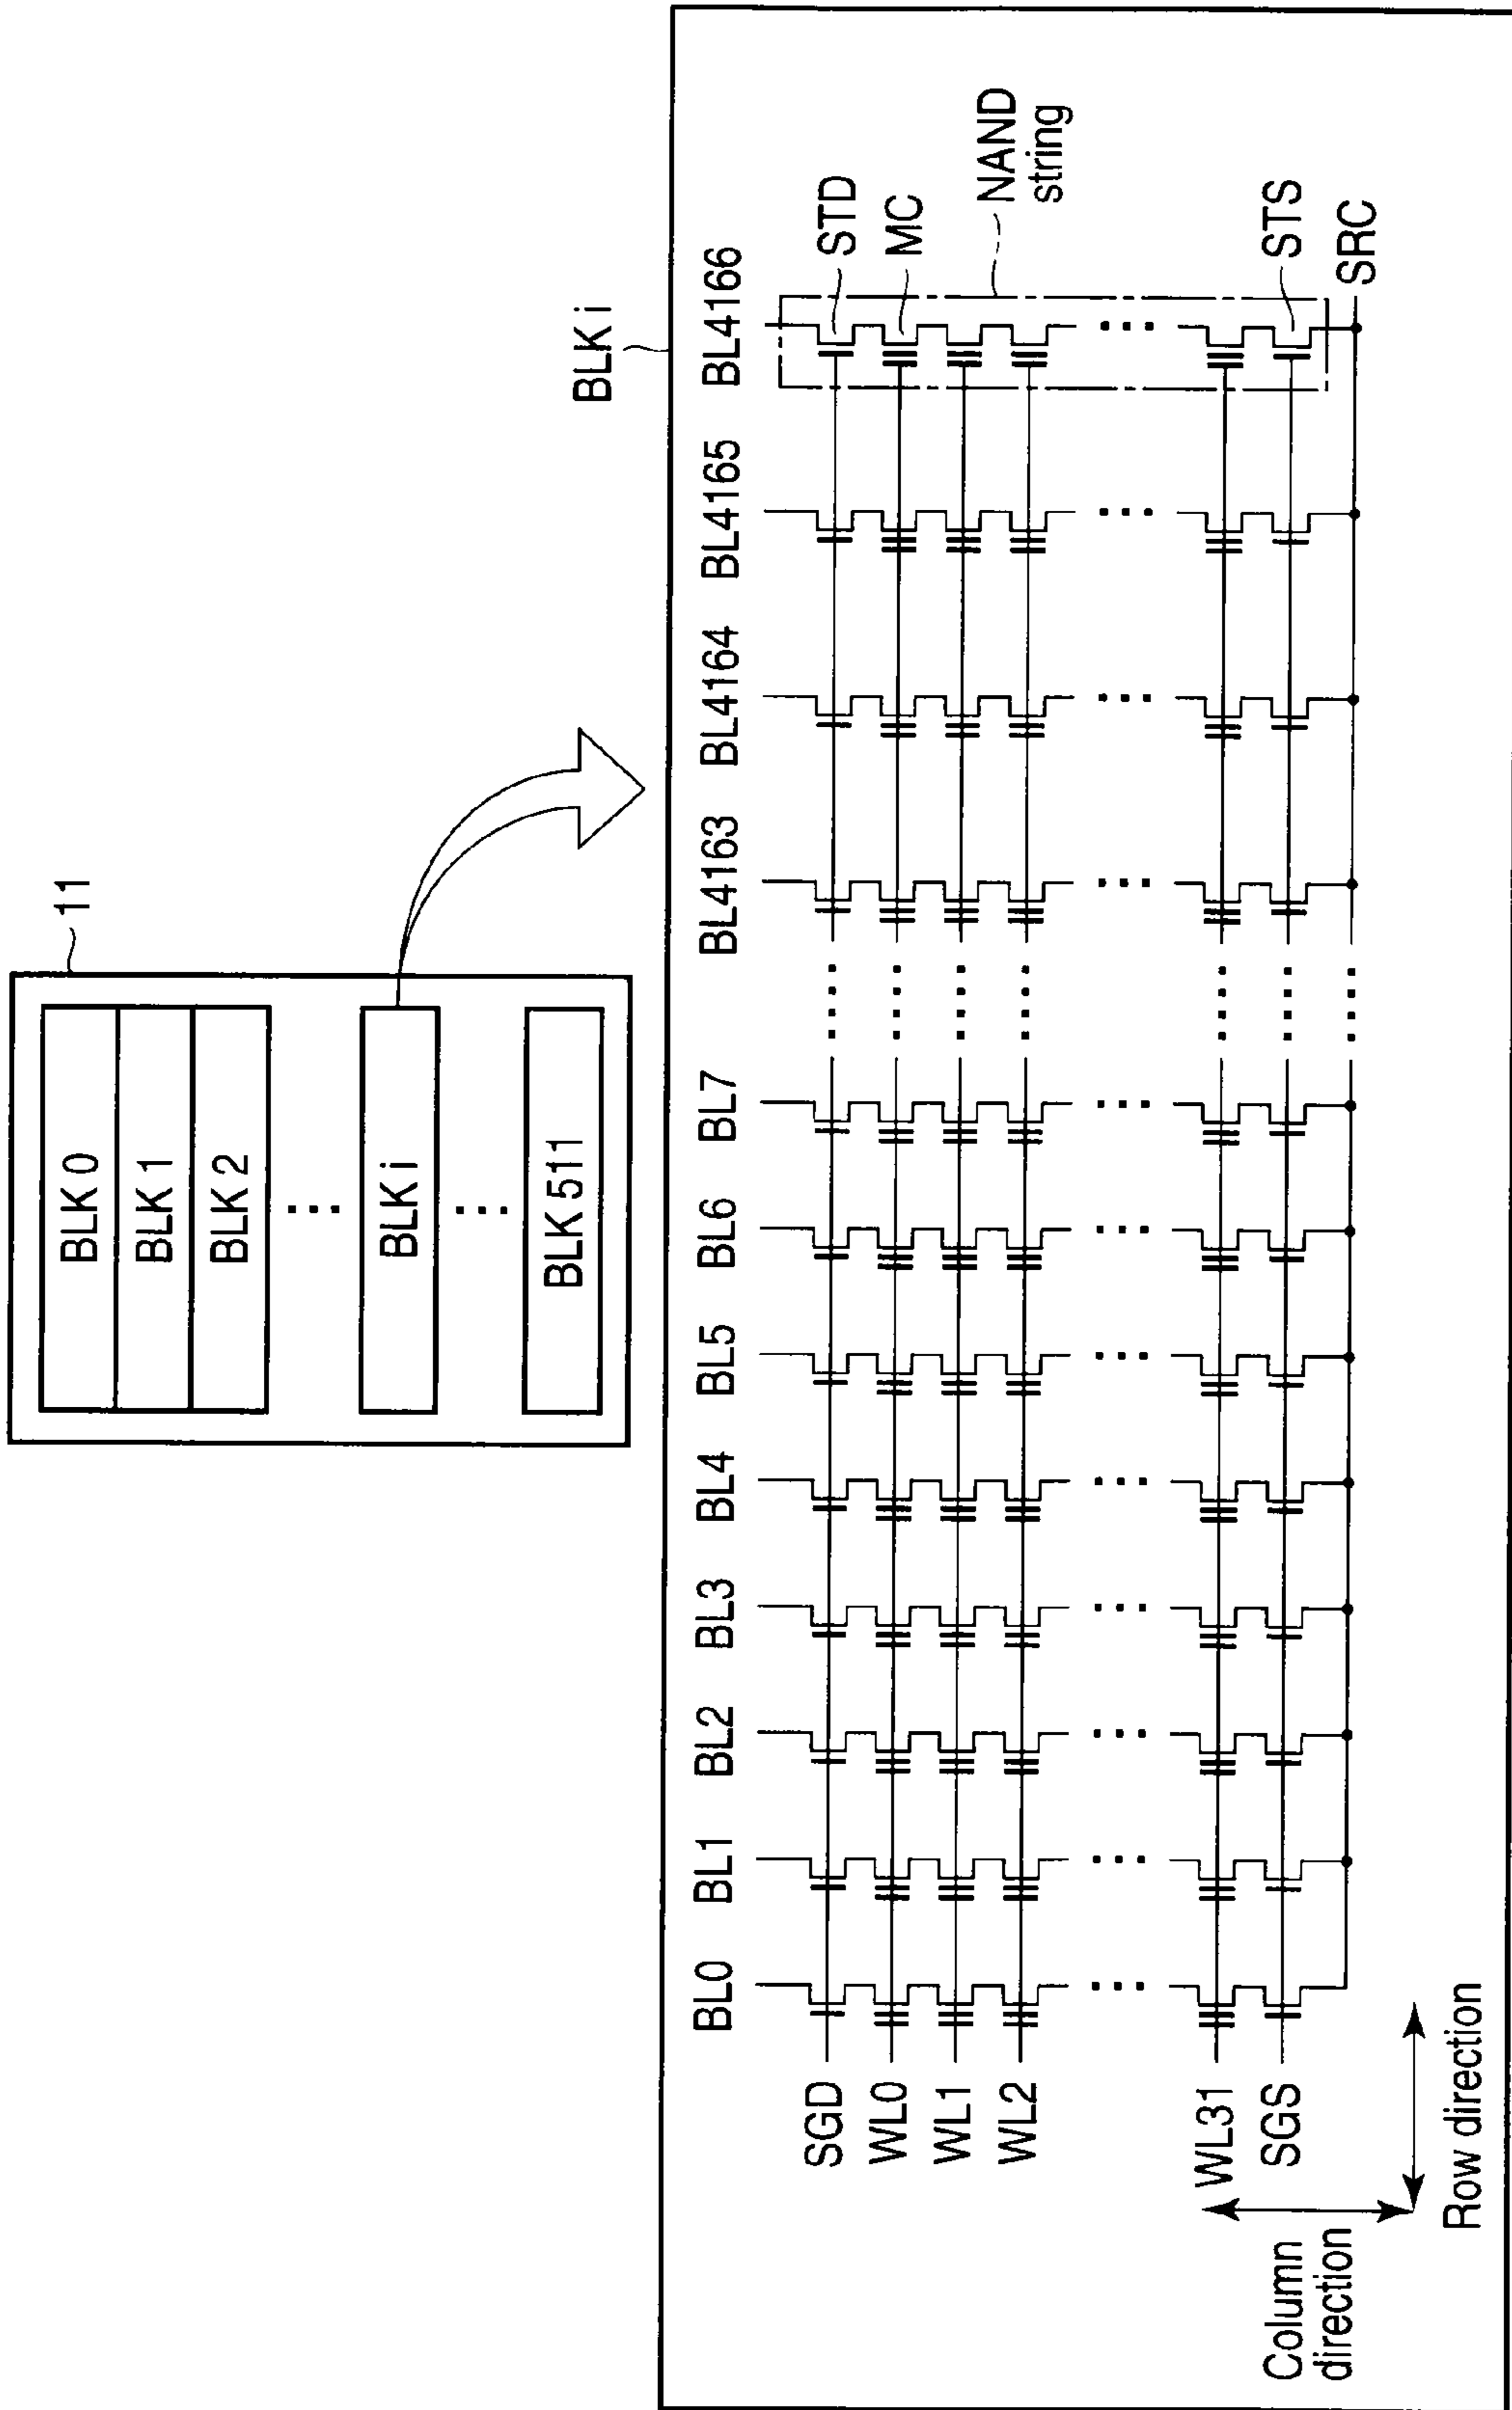 11
BLK 0
BLK 1
BLK 2
...
BLK i
...
BLK 511
BLK i
BL0 BL1 BL2 BL3 BL4 BL5 BL6 BL7 BL4163 BL4164 BL4165 BL4166
SGD
WL0
WL1
WL2
WL31
SGS
STD
MC
NAND
string
STS
SRC
Column
direction
Row direction